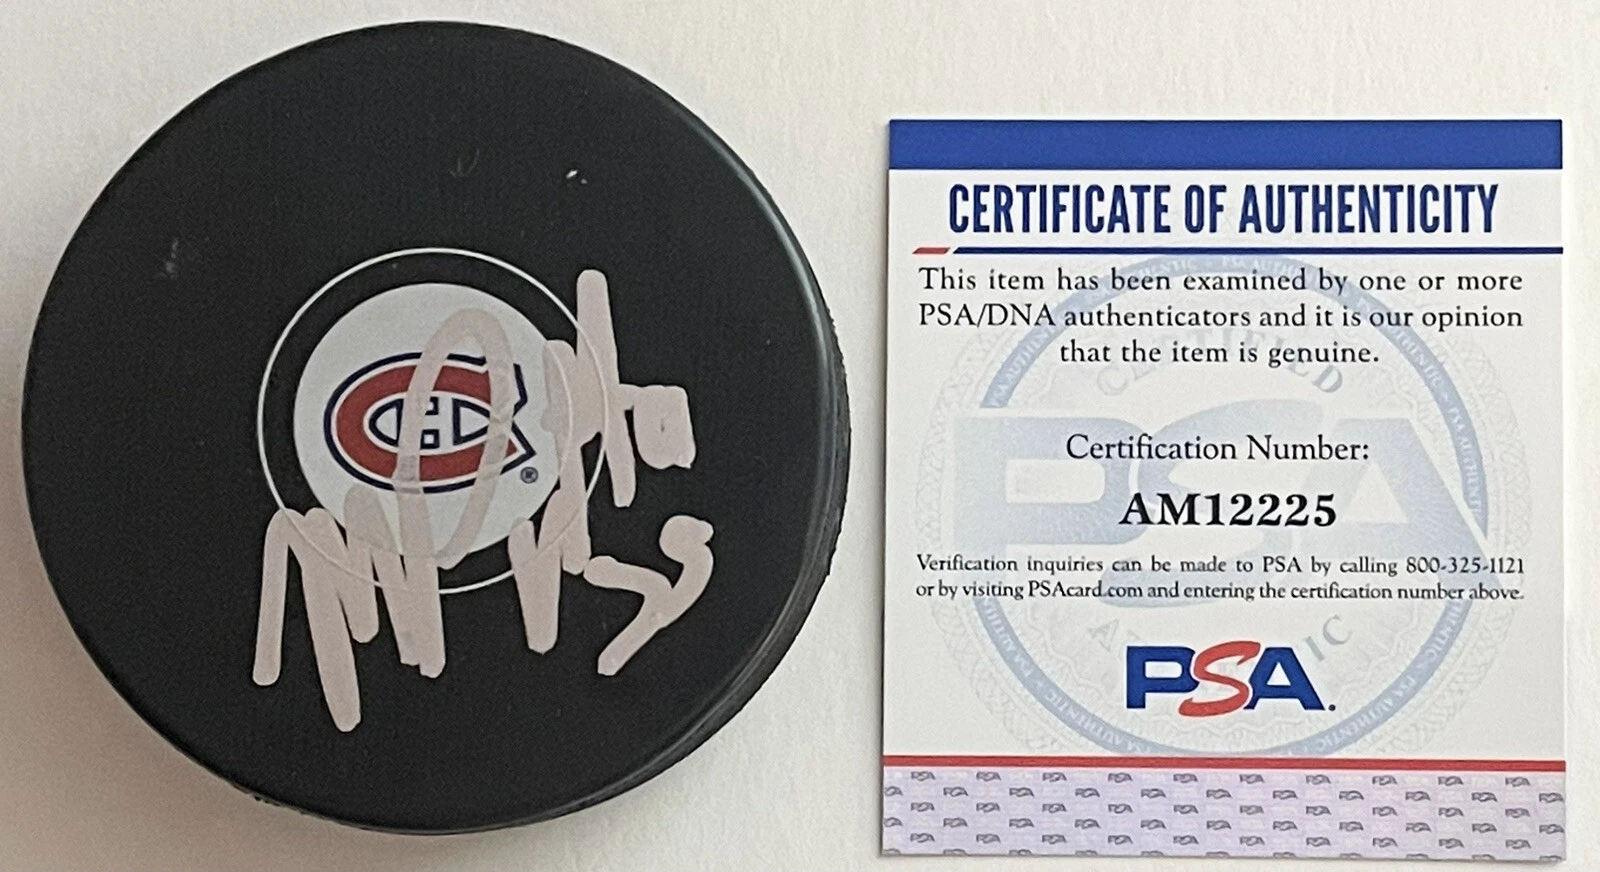 CERTIFICATE OF AUTHENTICITY
This item has been examined by one or more
PSA/DNA authenticators and it is our opinion
that the item is genuine.
Certification Number:
AM12225
Verification inquiries can be made to PSA by calling 800-325-1121
or by visiting PSAcard.com and entering the certification number above.
PSA.